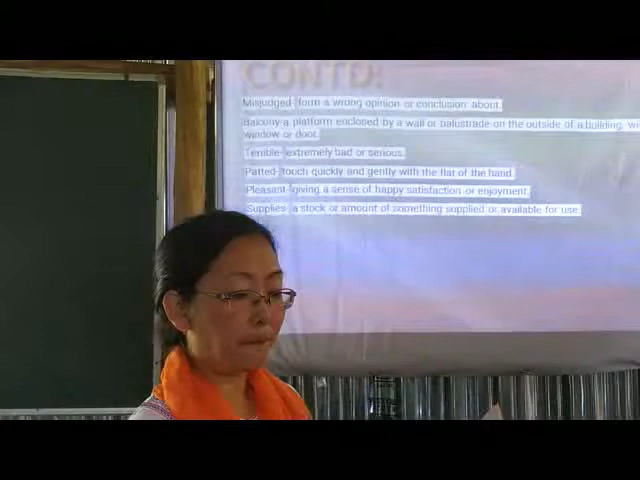 CONTD:
Misjudged- form a wrong opinion or conclusion about.
Balcony-a platform enclosed by a wall or balustrade on the outside of a building, wi
window or door.
Terrible- extremely bad or serious.
Patted- touch quickly and gently with the flat of the hand.
Pleasant- giving a sense of happy satisfaction or enjoyment.
Supplies- a stock or amount of something supplied or available for use.